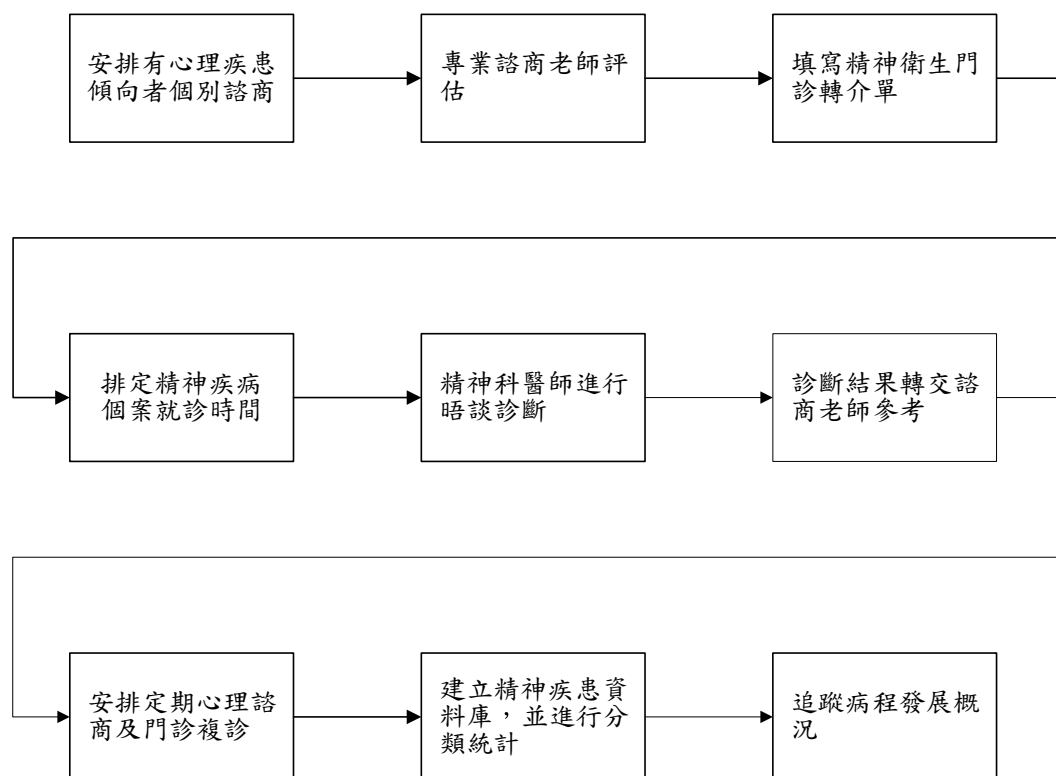 安排有心理疾患
傾向者個別諮商
專業諮商老師評
估
填寫精神衛生門
診轉介單
排定精神疾病
個案就診時間
精神科醫師進行
晤談診斷
診斷結果轉交諮
商老師參考
安排定期心理諮
商及門診複診
建立精神疾患資
料庫，並進行分
類統計
追蹤病程發展概
況